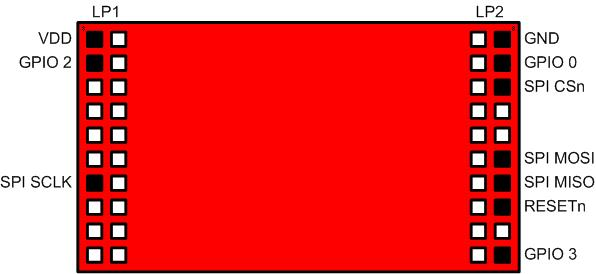 LP1 LP2
VDD GND
GPIO 2 GPIO 0
SPI CSn
SPI MOSI
SPI SCLK SPI MISO
RESETn
GPIO 3